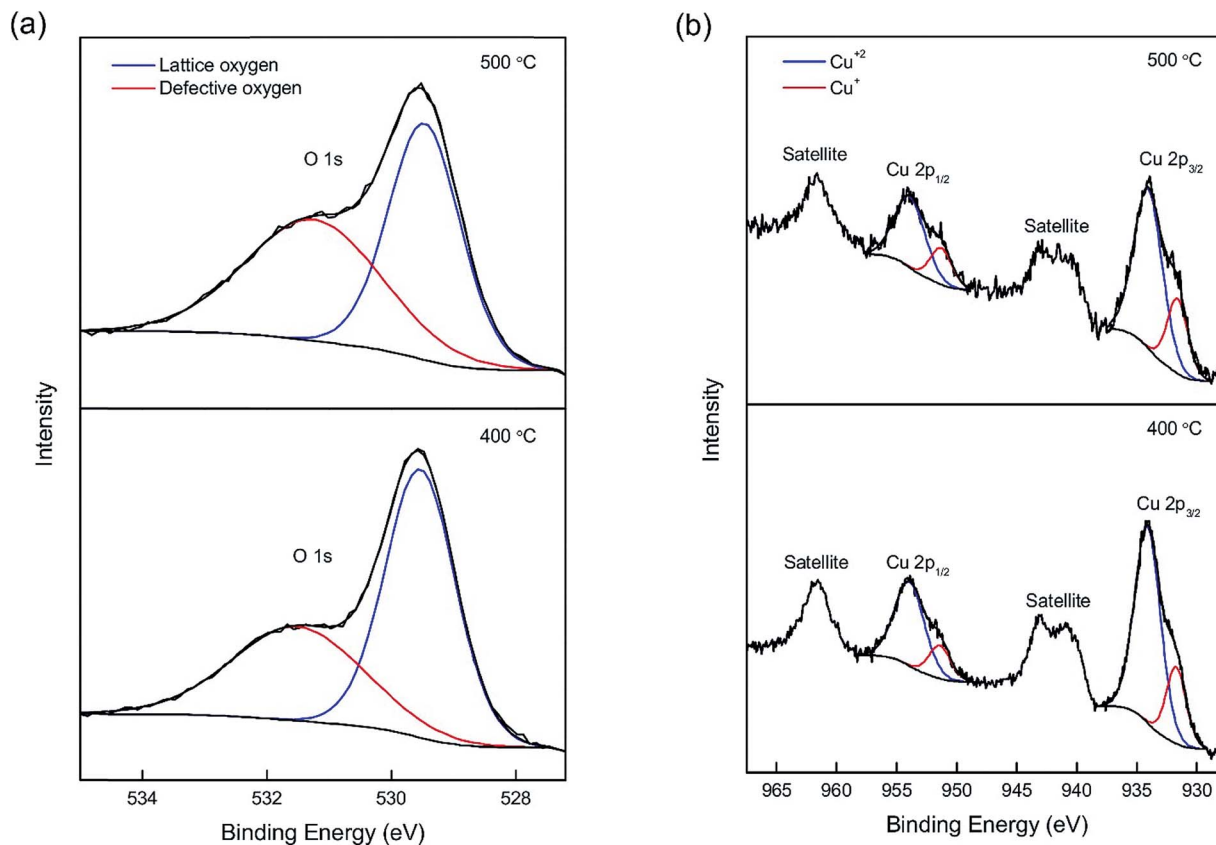 (a)
Lattice oxygen
Defective oxygen
500 °C
O 1s
400 °C
O 1s
Intensity
534
532
530
528
Binding Energy (eV)
(b)
Cu+2
Cu+
500 °C
Satellite
Cu 2p1/2
Satellite
Cu 2p3/2
400 °C
Satellite
Cu 2p1/2
Satellite
Cu 2p3/2
Intensity
965 960 955 950 945 940 935 930
Binding Energy (eV)